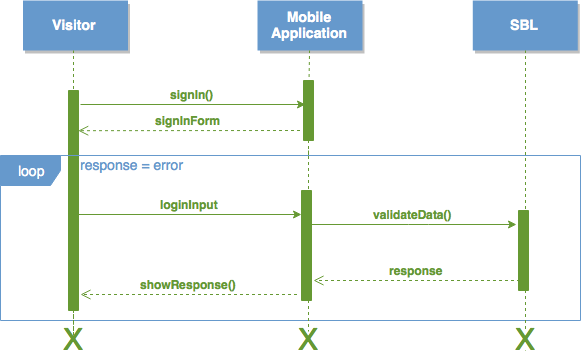 Visitor
Mobile
Application
SBL
signIn()
signInForm
loop
response = error
loginInput
validateData()
response
showResponse()
X X X